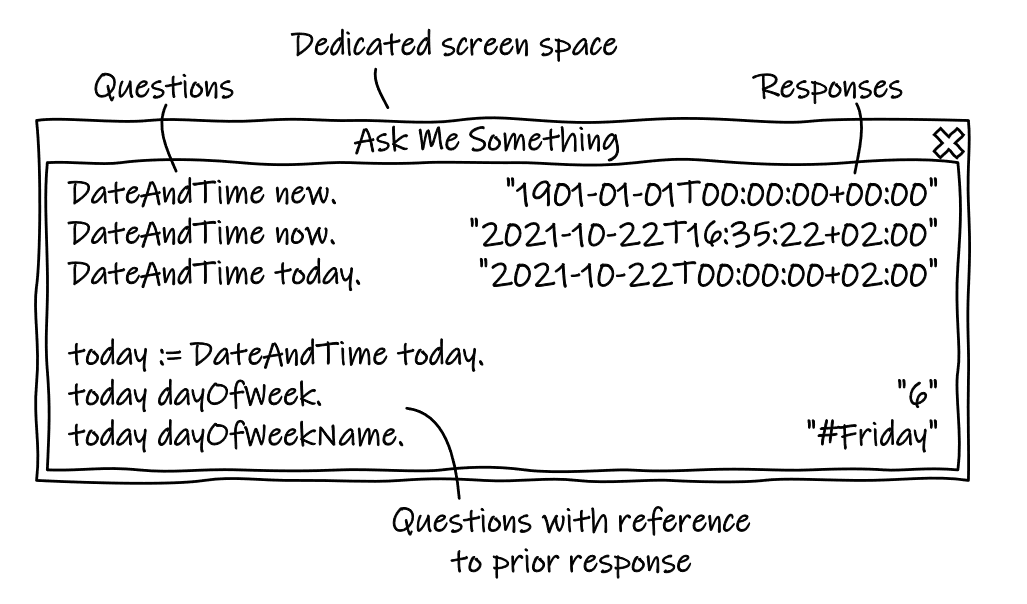 Dedicated screen space
Questions
Responses
Ask Me Something
DateAndTime new. "1901-01-01T00:00:00+00:00"
DateAndTime now. "2021-10-22T16:35:22+02:00"
DateAndTime today. "2021-10-22T00:00:00+02:00"
today := DateAndTime today.
today dayOfWeek. "6"
today dayOfWeekName. "#Friday"
Questions with reference
to prior response